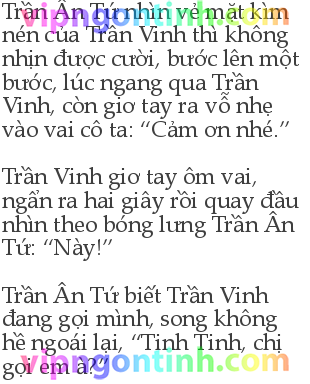 Trần Ân Tứ nhìn vẻ mặt kìm
vipngontinh.com
nén của Trần Vinh thì không
nhịn được cười, bước lên một
bước, lúc ngang qua Trần
Vinh, còn giơ tay ra vỗ nhẹ
vào vai cô ta: “Cảm ơn nhé.”
Trần Vinh giơ tay ôm vai,
ngẩn ra hai giây rồi quay đầu
nhìn theo bóng lưng Trần Ân
Tứ: “Này!”
Trần Ân Tứ biết Trần Vinh
đang gọi mình, song không
hề ngoái lại, “Tinh Tinh, chị
gọi em à?”
vipngontinh.com